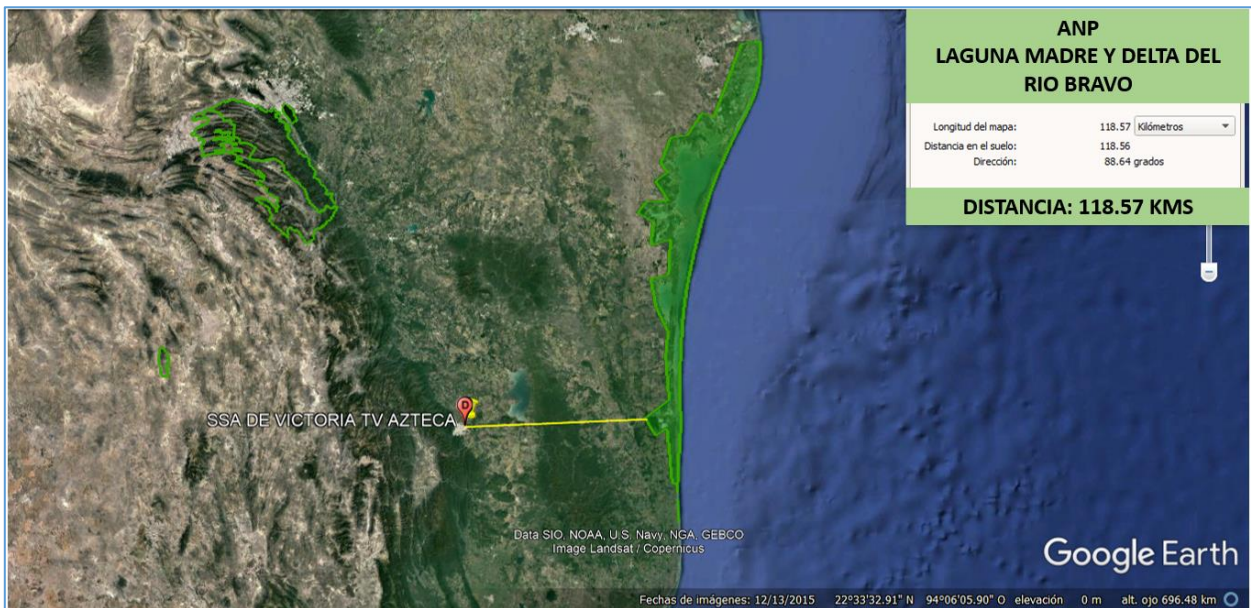 ANP
LAGUNA MADRE Y DELTA DEL
RIO BRAVO
Longitud del mapa: 118.57 Kilómetros
Distancia en el suelo: 118.56
Dirección: 88.64 grados
DISTANCIA: 118.57 KMS
D
SSA DE VICTORIA TV AZTECA
Data SIO, NOAA, U.S. Navy, NGA, GEBCO
Image Landsat / Copernicus
Google Earth
Fechas de imágenes: 12/13/2015 22°33'32.91" N 94°06'05.90" O elevación 0 m alt. ojo 696.48 km